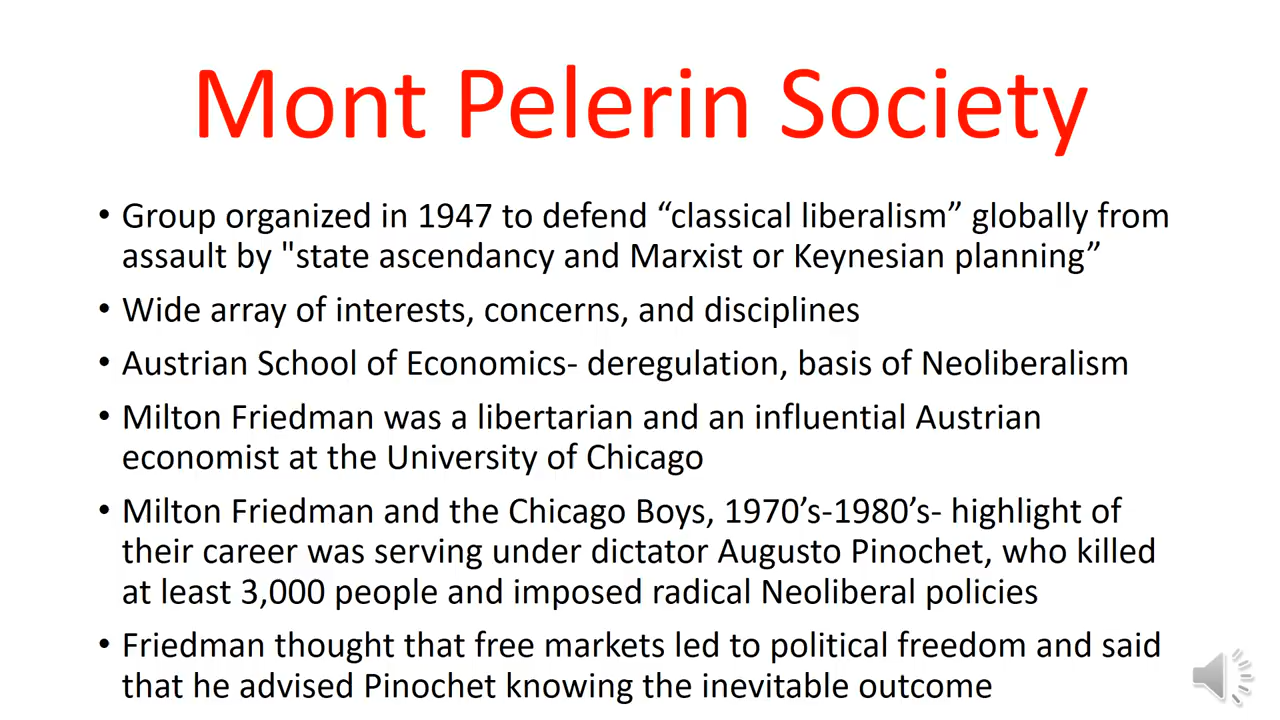 Mont Pelerin Society
• Group organized in 1947 to defend “classical liberalism” globally from
assault by "state ascendancy and Marxist or Keynesian planning”
• Wide array of interests, concerns, and disciplines
• Austrian School of Economics- deregulation, basis of Neoliberalism
• Milton Friedman was a libertarian and an influential Austrian
economist at the University of Chicago
• Milton Friedman and the Chicago Boys, 1970’s-1980’s- highlight of
their career was serving under dictator Augusto Pinochet, who killed
at least 3,000 people and imposed radical Neoliberal policies
• Friedman thought that free markets led to political freedom and said
that he advised Pinochet knowing the inevitable outcome